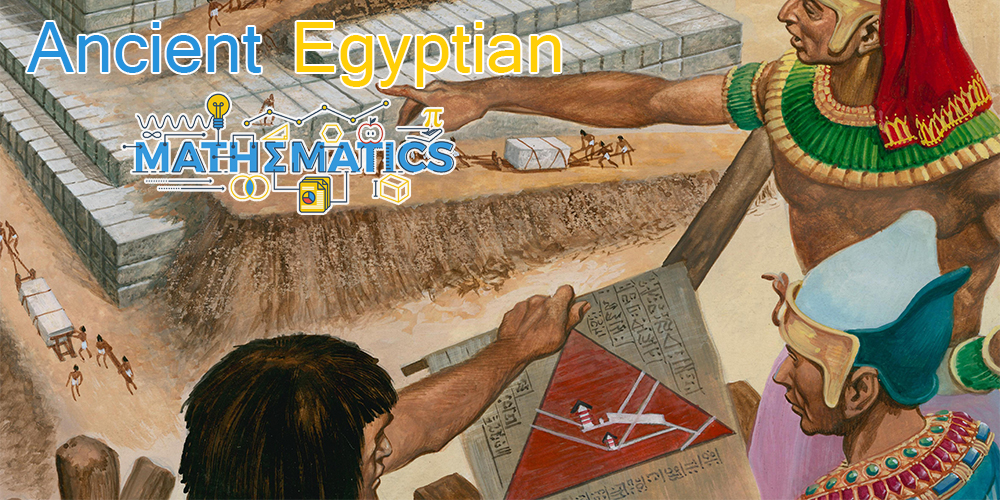 Ancient Egyptian
π
MATHΣMATICS